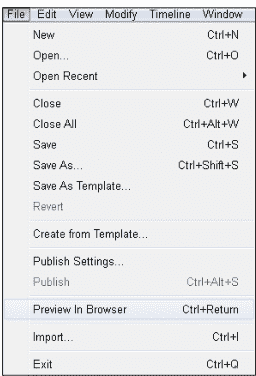 File Edit View Modify Timeline Window
New Ctrl+N
Open... Ctrl+O
Open Recent
Close Ctrl+W
Close All Ctrl+Alt+W
Save Ctrl+S
Save As... Ctrl+Shift+S
Save As Template...
Revert
Create from Template...
Publish Settings...
Publish Ctrl+Alt+S
Preview In Browser Ctrl+Return
Import... Ctrl+I
Exit Ctrl+Q